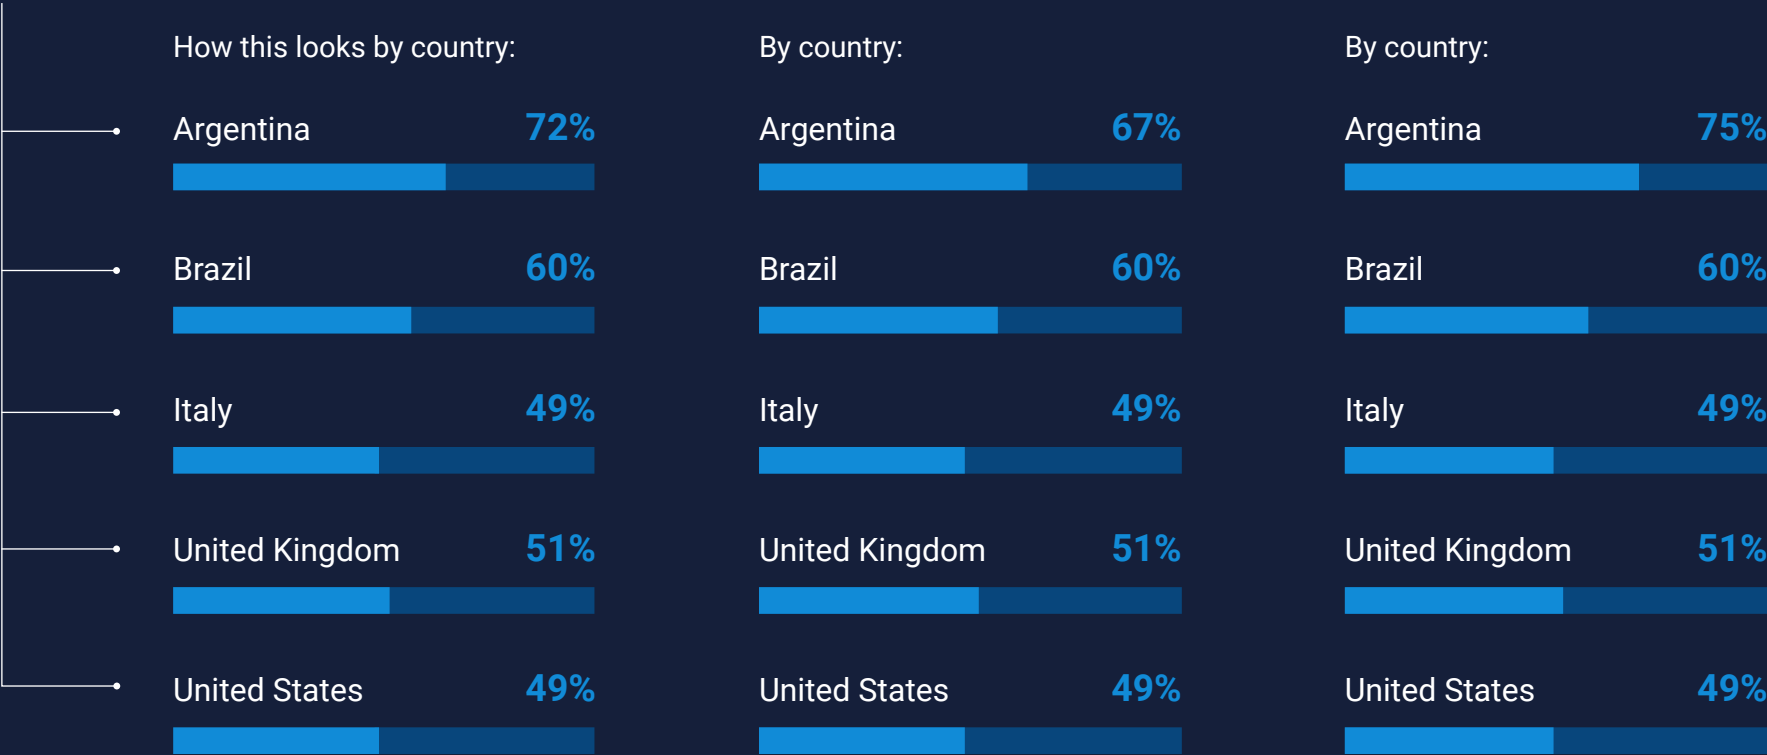 How this looks by country:
Argentina 72%
Brazil 60%
Italy 49%
United Kingdom 51%
United States 49%
By country:
Argentina 67%
Brazil 60%
Italy 49%
United Kingdom 51%
United States 49%
By country:
Argentina 75%
Brazil 60%
Italy 49%
United Kingdom 51%
United States 49%